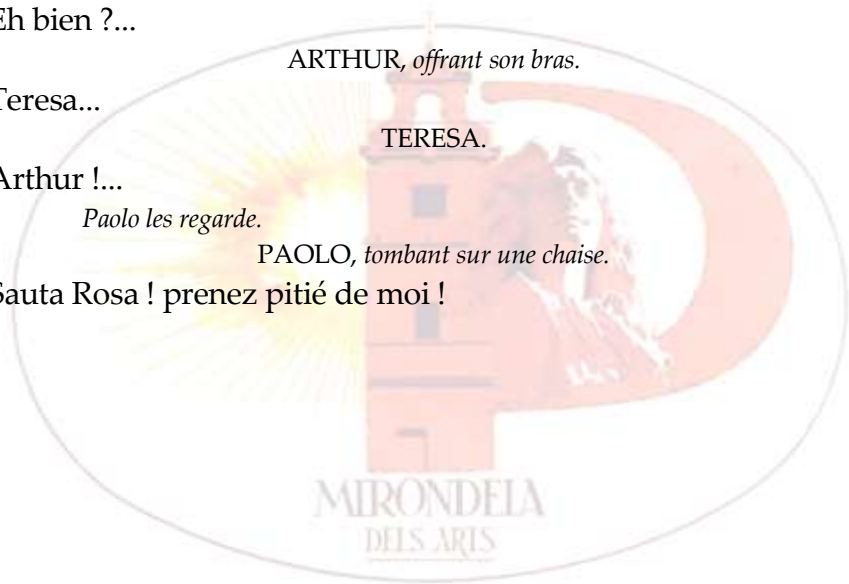 Eh bien ?...
ARTHUR, offrant son bras.
Teresa...
TERESA.
Arthur !...
Paolo les regarde.
PAOLO, tombant sur une chaise.
Sauta Rosa ! prenez pitié de moi !
MIRONDELA
DELS ARTS